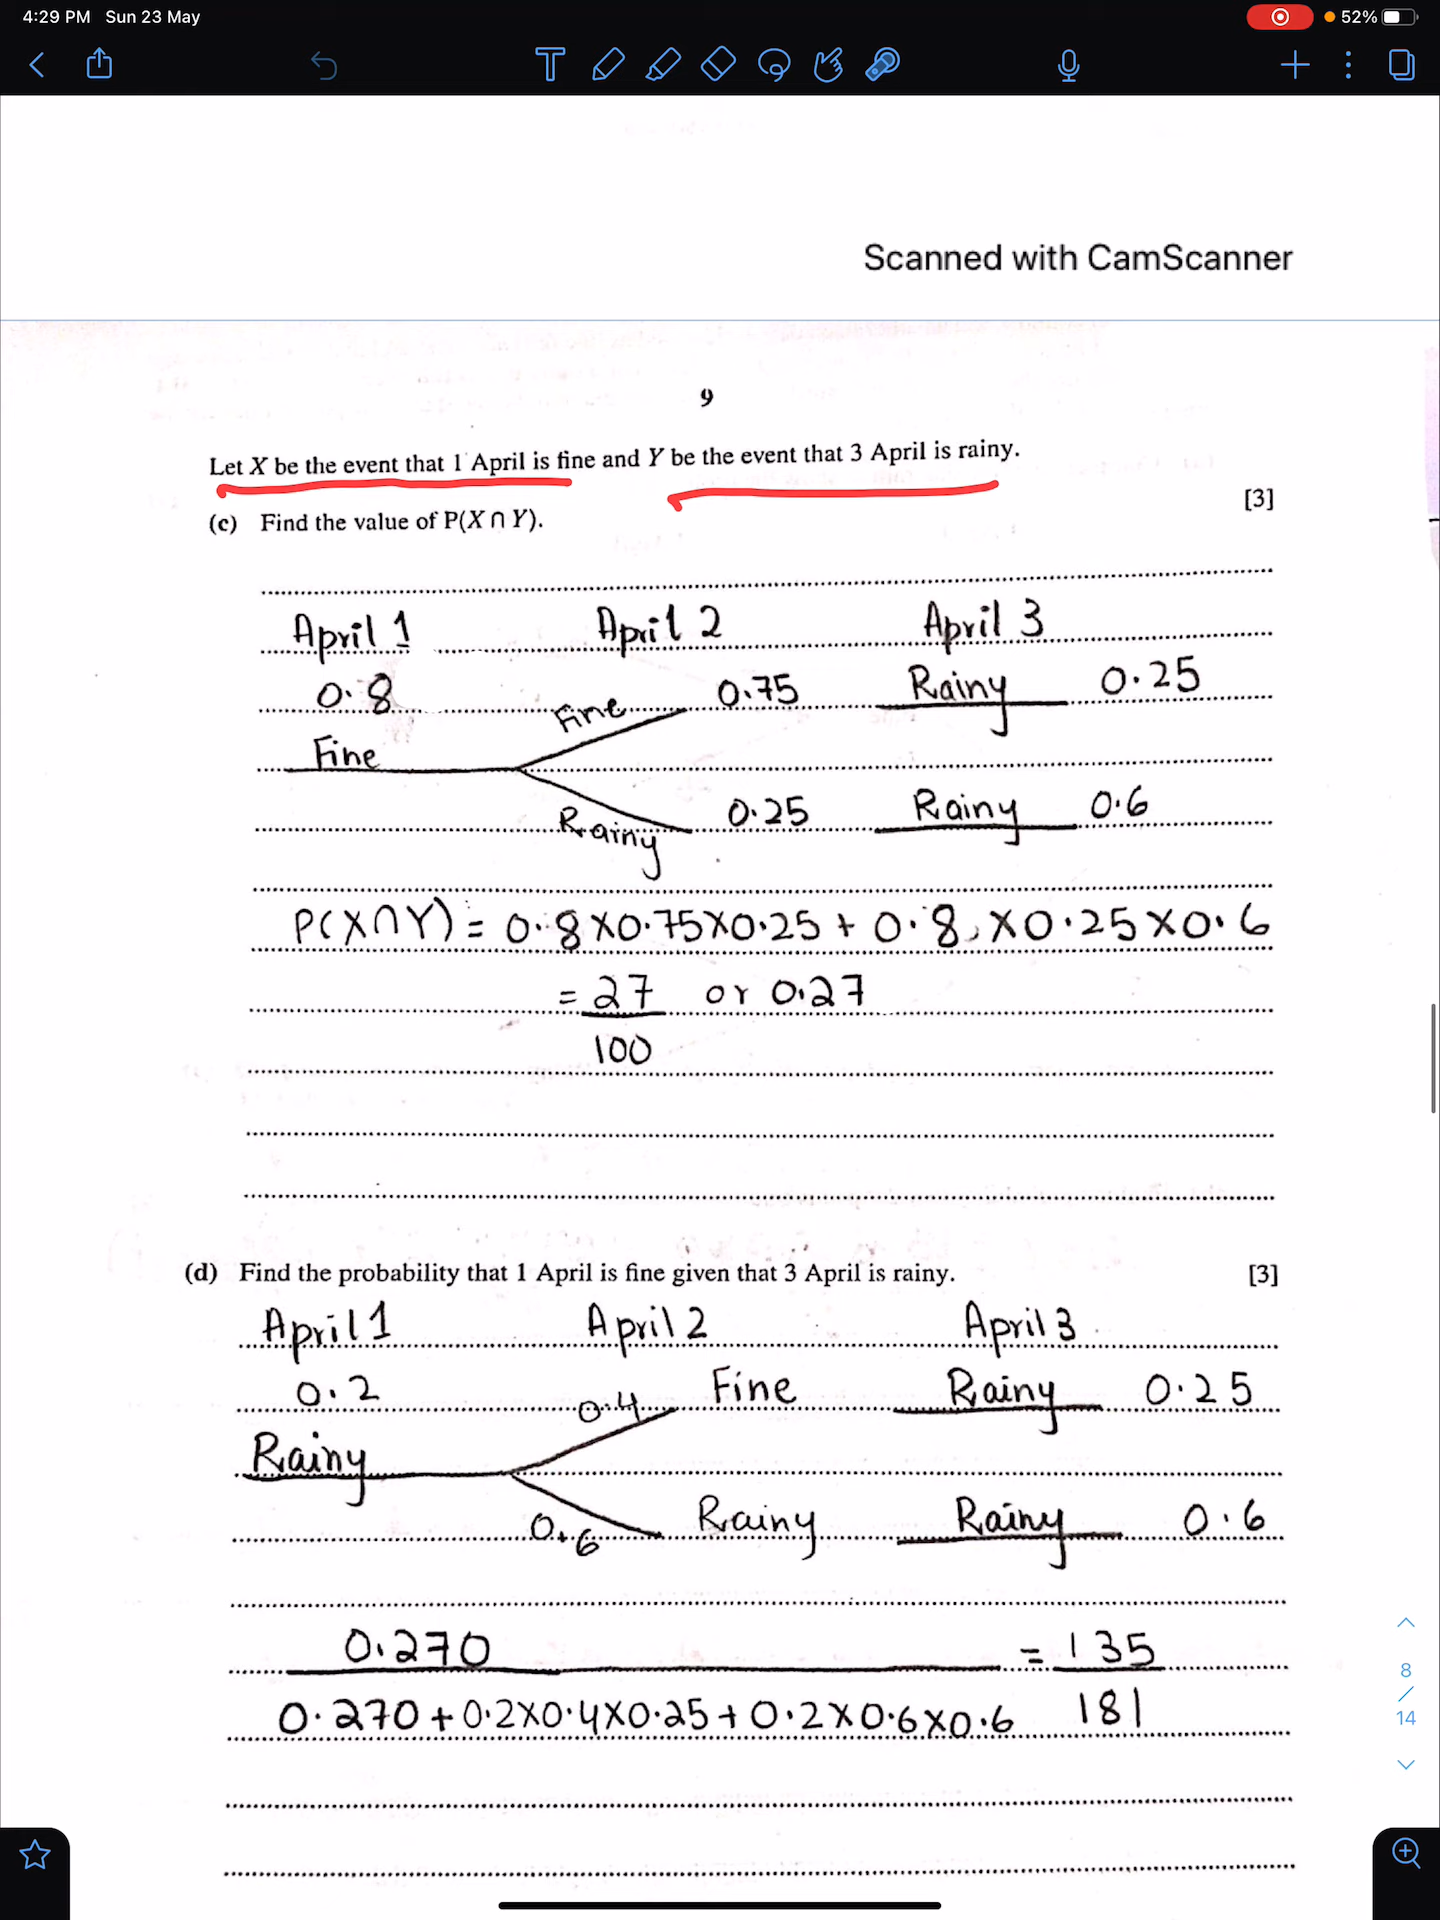 4:29 PM Sun 23 May
52%
Scanned with CamScanner
9
Let X be the event that 1 April is fine and Y be the event that 3 April is rainy.
(c) Find the value of P(X ∩ Y). [3]
April 1 April 2 April 3
0.8 Fine 0.75 Rainy 0.25
Fine
Rainy 0.25 Rainy 0.6
P(X∩Y) = 0.8 X 0.75 X 0.25 + 0.8 X 0.25 X 0.6
= 27 or 0.27
100
(d) Find the probability that 1 April is fine given that 3 April is rainy. [3]
April 1 April 2 April 3
0.2 0.4 Fine Rainy 0.25
Rainy
0.6 Rainy Rainy 0.6
0.270 = 135
0.270 + 0.2 X 0.4 X 0.25 + 0.2 X 0.6 X 0.6 181
8
/
14